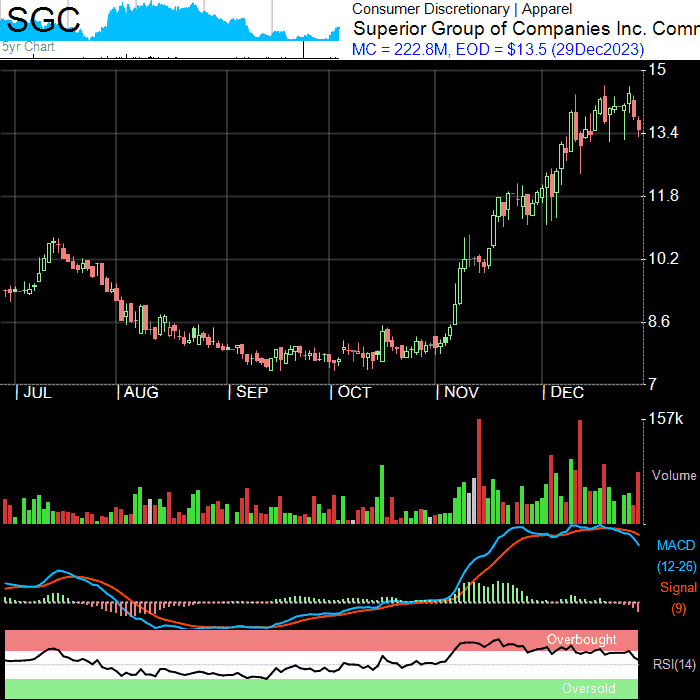 SGC
5yr Chart
Consumer Discretionary | Apparel
Superior Group of Companies Inc. Comm
MC = 222.8M, EOD = $13.5 (29Dec2023)
15
13.4
11.8
10.2
8.6
7
JUL AUG SEP OCT NOV DEC
157k
Volume
MACD
(12-26)
Signal
(9)
Overbought
RSI(14)
Oversold